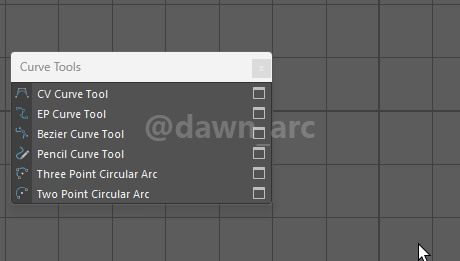 Curve Tools
CV Curve Tool
EP Curve Tool
Bezier Curve Tool
@dawn_arc
Pencil Curve Tool
Three Point Circular Arc
Two Point Circular Arc